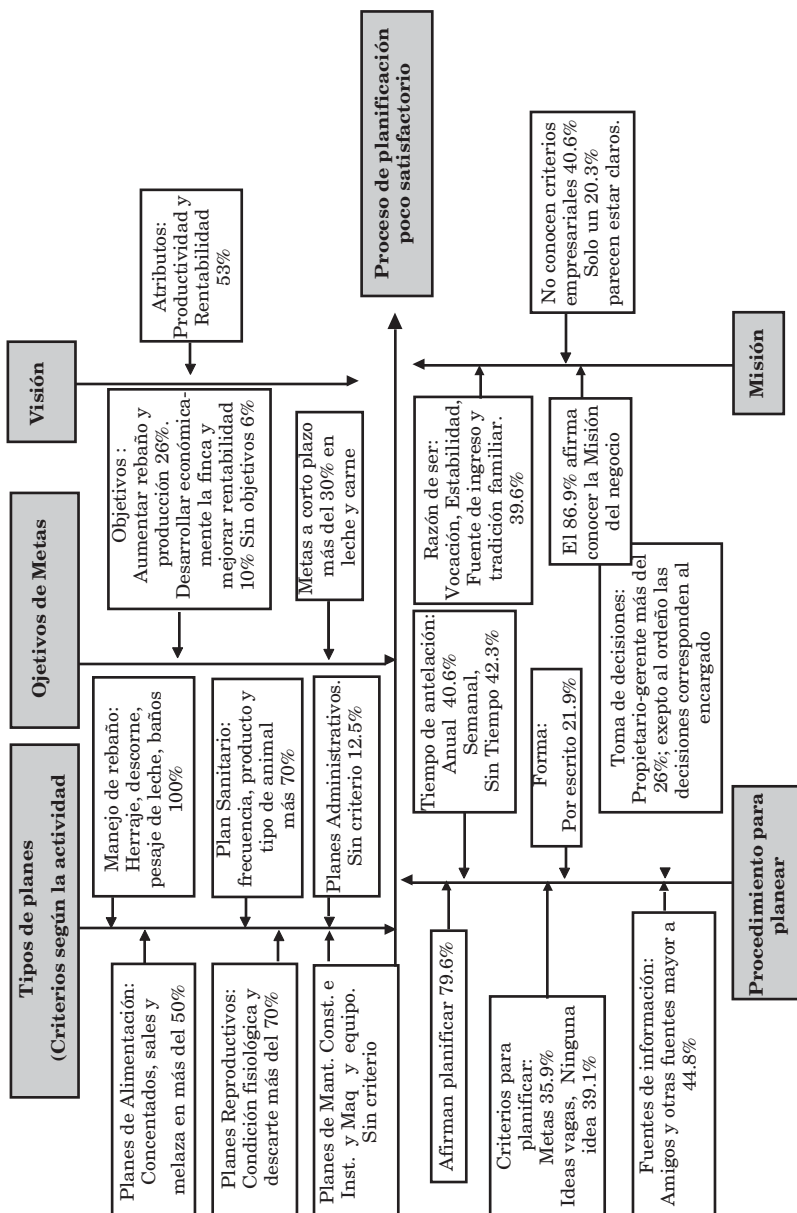 Tipos de planes
(Criterios según la actividad
Ojetivos de Metas
Visión
Planes de Alimentación:
Concentados, sales y
melaza en más del 50%
Manejo de rebaño:
Herraje, descorne,
pesaje de leche, baños
100%
Planes Reproductivos:
Condición fisiológica y
descarte más del 70%
Plan Sanitario:
frecuencia, producto y
tipo de animal
más 70%
Planes de Mant. Const. e
Inst. y Maq y equipo.
Sin criterio
Planes Administrativos.
Sin criterio 12.5%
Objetivos :
Aumentar rebaño y
producción 26%.
Desarrollar económica-
mente la finca y
mejorar rentabilidad
10% Sin objetivos 6%
Metas a corto plazo
más del 30% en
leche y carne
Atributos:
Productividad y
Rentabilidad
53%
Proceso de planificación
poco satisfactorio
Afirman planificar 79.6%
Tiempo de antelación:
Anual 40.6%
Semanal,
Sin Tiempo 42.3%
Criterios para
planificar:
Metas 35.9%
Ideas vagas, Ninguna
idea 39.1%
Forma:
Por escrito 21.9%
Fuentes de información:
Amigos y otras fuentes mayor a
44.8%
Toma de decisiones:
Propietario-gerente más del
26%; exepto al ordeño las
decisiones corresponden al
encargado
Razón de ser:
Vocación, Estabilidad,
Fuente de ingreso y
tradición familiar.
39.6%
El 86.9% afirma
conocer la Misión
del negocio
No conocen criterios
empresariales 40.6%
Solo un 20.3%
parecen estar claros.
Procedimiento para
planear
Misión